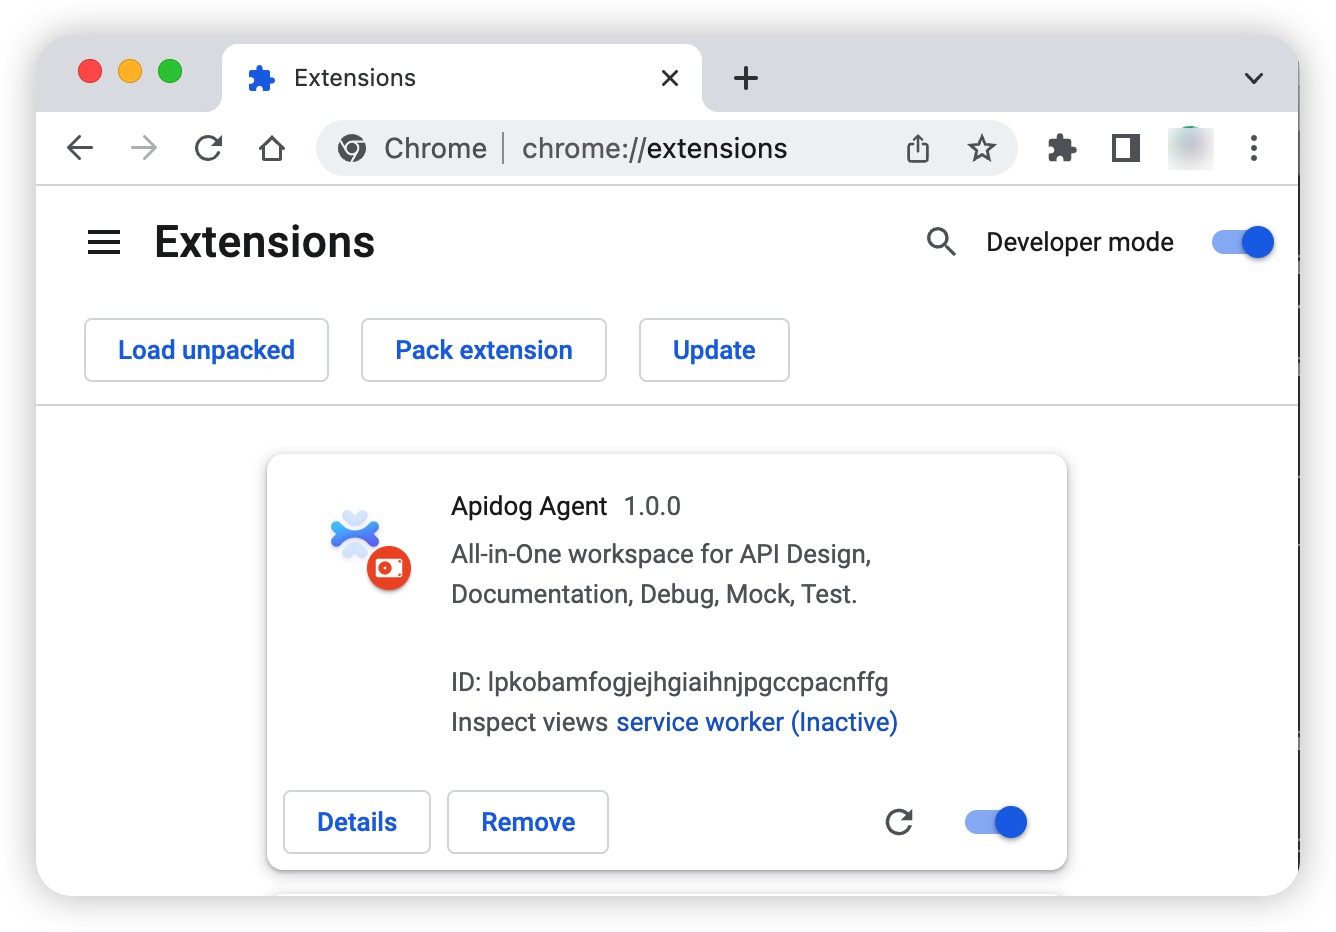 Extensions
Chrome chrome://extensions
Extensions
Developer mode
Load unpacked
Pack extension
Update
Apidog Agent 1.0.0
All-in-One workspace for API Design,
Documentation, Debug, Mock, Test.
ID: lpkobamfogjejhgiaihnjpgccpacnffg
Inspect views service worker (Inactive)
Details
Remove